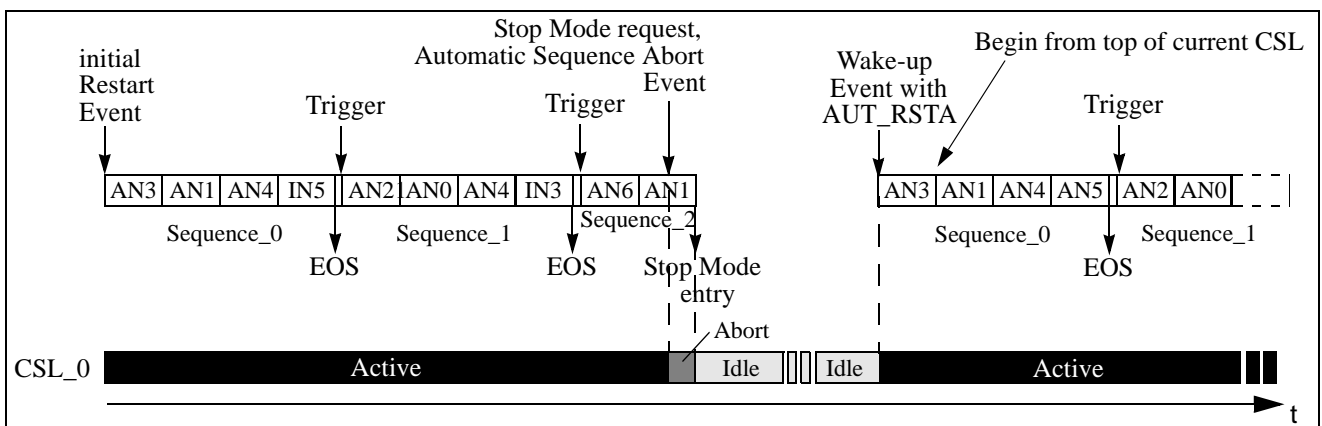 Stop Mode request,
Automatic Sequence Abort
Event
initial
Restart
Event
Trigger
Trigger
Wake-up
Event with
AUT_RSTA
Begin from top of current CSL
Trigger
AN3 AN1 AN4 IN5 AN21 AN0 AN4 IN3 AN6 AN1
AN3 AN1 AN4 AN5 AN2 AN0
Sequence_0
Sequence_1
Sequence_2
Sequence_0
Sequence_1
EOS
EOS
Stop Mode
entry
EOS
Abort
CSL_0
Active
Idle
Idle
Active
t